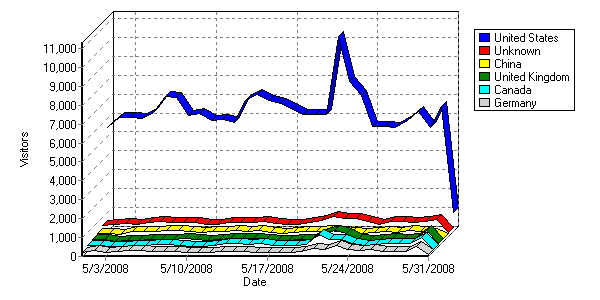 11,000
10,000
9,000
8,000
7,000
6,000
5,000
4,000
3,000
2,000
1,000
0
Visitors
5/3/2008
5/10/2008
5/17/2008
5/24/2008
5/31/2008
Date
United States
Unknown
China
United Kingdom
Canada
Germany